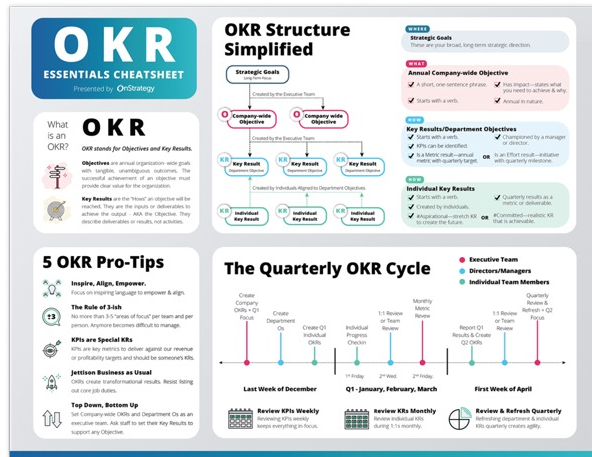 OKR
ESSENTIALS CHEATSHEET
Presented by OnStrategy
What
is an
OKR?
OKR
OKR stands for Objectives and Key Results.
Objectives are annual organization- wide goals
with tangible, unambiguous outcomes. The
successful achievement of an objective must
provide clear value for the organization.
Key Results are the "Hows" an objective will be
reached. They are the inputs or deliverables to
achieve the output - AKA the Objective. They
describe deliverables or results, not activities.
OKR Structure
Simplified
Strategic Goals
Long-Term Focus
Created by the Executive Team
O Company-wide
Objective
O Company-wide
Objective
Created by the Executive Team
KR Key Result
Department Objective
KR Key Result
Department Objective
KR Key Result
Department Objective
Created by Individuals Aligned to Department Objectives
KR Individual
Key Result
KR Individual
Key Result
KR Individual
Key Result
WHERE
Strategic Goals
These are your broad, long-term strategic direction.
WHAT
Annual Company-wide Objective
A short, one-sentence phrase.
Has impact—states what
you need to achieve & why.
Starts with a verb.
Annual in nature.
HOW
Key Results/Department Objectives
Starts with a verb.
Championed by a manager
or director.
KPIs can be identified.
Is a Metric result—annual
metric with quarterly target.
OR
Is an Effort result—initiative
with quarterly milestone.
HOW
Individual Key Results
Starts with a verb.
Quarterly results as a
metric or deliverable.
Created by individuals.
#Aspirational—stretch KR
to create the future.
OR
#Committed—realistic KR
that is achievable.
5 OKR Pro-Tips
Inspire, Align, Empower.
Focus on inspiring language to empower & align.
±3
The Rule of 3-ish
No more than 3-5 "areas of focus" per team and per
person. Anymore becomes difficult to manage.
KPIs are Special KRs
KPIs are key metrics to deliver against our revenue
or profitability targets and should be someone's KRs.
Jettison Business as Usual
OKRs create transformational results. Resist listing
out core job duties.
Top Down, Bottom Up
Set Company-wide OKRs and Department Os as an
executive team. Ask staff to set their Key Results to
support any Objective.
The Quarterly OKR Cycle
Executive Team
Directors/Managers
Individual Team Members
Create
Company
OKRs + Q1
Focus
Create
Department
Os
Create Q1
Individual
OKRs
Individual
Progress
Checkin
1:1 Review
or Team
Review
Monthly
Metric
Review
Report Q1
Results & Create
Q2 OKRs
1:1 Review
or Team
Review
Quarterly
Review &
Refresh + Q2
Focus
1st Friday.
2nd Wed.
2nd Friday.
Last Week of December
Q1 - January, February, March
First Week of April
Review KPIs Weekly
Reviewing KPIs weekly
keeps everything in-focus.
Review KRs Monthly
Review individual KRs
during 1:1s monthly.
Review & Refresh Quarterly
Refreshing department & individual
KRs quarterly creates agility.